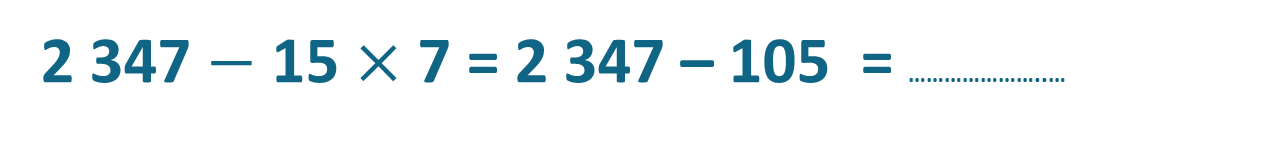 2 347 − 15 × 7 = 2 347 – 105 = ........................